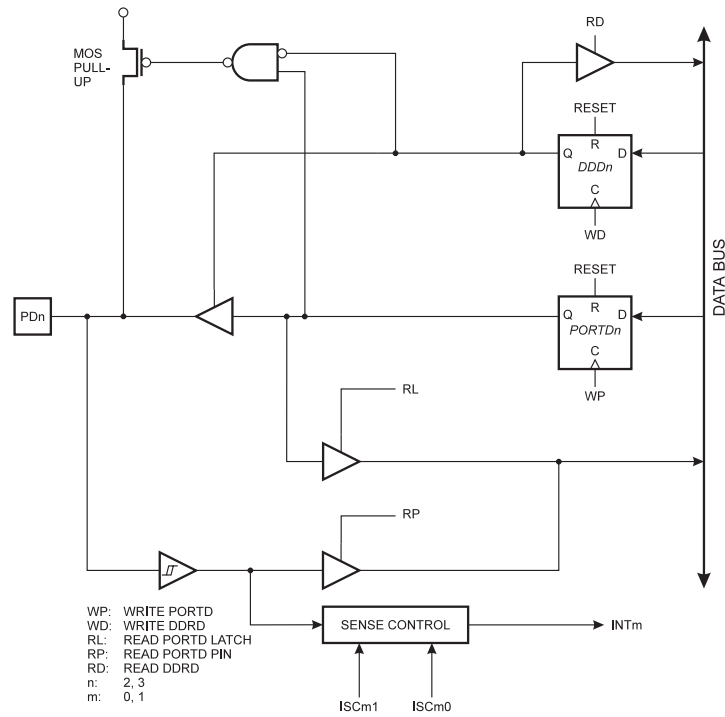 MOS
PULL-
UP
RD
RESET
R
Q
D
DDDn
C
WD
DATA BUS
RESET
PDn
R
Q
D
PORTDn
C
WP
RL
RP
WP: WRITE PORTD
WD: WRITE DDRD
RL: READ PORTD LATCH
RP: READ PORTD PIN
RD: READ DDRD
n: 2, 3
m: 0, 1
SENSE CONTROL
INTm
ISCm1
ISCm0